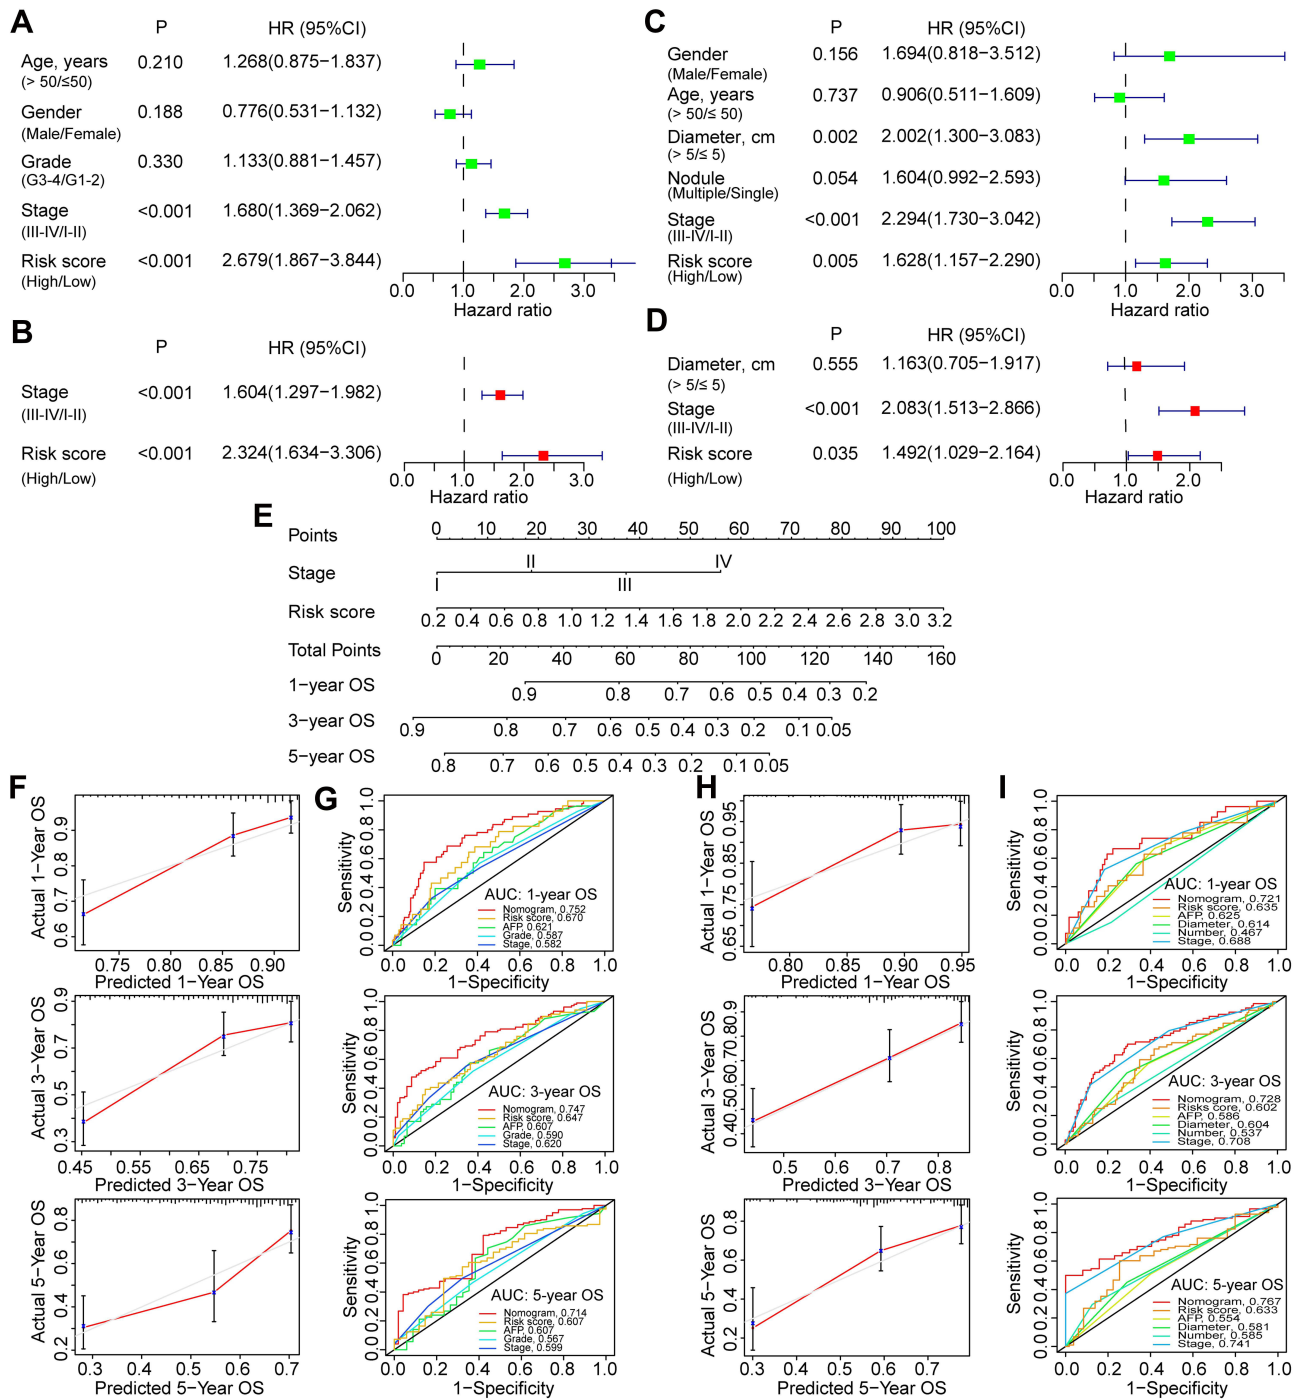 A
P HR (95%CI)
Age, years 0.210 1.268(0.875−1.837)
(> 50/≤50)
Gender 0.188 0.776(0.531−1.132)
(Male/Female)
Grade 0.330 1.133(0.881−1.457)
(G3-4/G1-2)
Stage <0.001 1.680(1.369−2.062)
(III-IV/I-II)
Risk score <0.001 2.679(1.867−3.844)
(High/Low)
0.0 1.0 2.0 3.0
Hazard ratio
C
P HR (95%CI)
Gender 0.156 1.694(0.818−3.512)
(Male/Female)
Age, years 0.737 0.906(0.511−1.609)
(> 50/≤ 50)
Diameter, cm 0.002 2.002(1.300−3.083)
(> 5/≤ 5)
Nodule 0.054 1.604(0.992−2.593)
(Multiple/Single)
Stage <0.001 2.294(1.730−3.042)
(III-IV/I-II)
Risk score 0.005 1.628(1.157−2.290)
(High/Low)
0.0 1.0 2.0 3.0
Hazard ratio
B
P HR (95%CI)
Stage <0.001 1.604(1.297−1.982)
(III-IV/I-II)
Risk score <0.001 2.324(1.634−3.306)
(High/Low)
0.0 1.0 2.0 3.0
Hazard ratio
D
P HR (95%CI)
Diameter, cm 0.555 1.163(0.705−1.917)
(> 5/≤ 5)
Stage <0.001 2.083(1.513−2.866)
(III-IV/I-II)
Risk score 0.035 1.492(1.029−2.164)
(High/Low)
0.0 1.0 2.0
Hazard ratio
E
Points 0 10 20 30 40 50 60 70 80 90 100
Stage I II III IV
Risk score 0.2 0.4 0.6 0.8 1.0 1.2 1.4 1.6 1.8 2.0 2.2 2.4 2.6 2.8 3.0 3.2
Total Points 0 20 40 60 80 100 120 140 160
1−year OS 0.9 0.8 0.7 0.6 0.5 0.4 0.3 0.2
3−year OS 0.9 0.8 0.7 0.6 0.5 0.4 0.3 0.2 0.1 0.05
5−year OS 0.8 0.7 0.6 0.5 0.4 0.3 0.2 0.1 0.05
F
Actual 1−Year OS
0.6 0.7 0.8 0.9
0.75 0.80 0.85 0.90
Predicted 1−Year OS
Actual 3−Year OS
0.3 0.5 0.7 0.9
0.45 0.55 0.65 0.75
Predicted 3−Year OS
Actual 5−Year OS
0.2 0.4 0.6 0.8
0.3 0.4 0.5 0.6 0.7
Predicted 5−Year OS
G
Sensitivity
0.0 0.2 0.4 0.6 0.8 1.0
AUC: 1−year OS
Nomogram, 0.752
Risk score, 0.670
AFP, 0.621
Grade, 0.587
Stage, 0.582
0.0 0.2 0.4 0.6 0.8 1.0
1−Specificity
Sensitivity
0.0 0.2 0.4 0.6 0.8 1.0
AUC: 3−year OS
Nomogram, 0.747
Risk score, 0.647
AFP, 0.607
Grade, 0.590
Stage, 0.620
0.0 0.2 0.4 0.6 0.8 1.0
1−Specificity
Sensitivity
0.0 0.2 0.4 0.6 0.8 1.0
AUC: 5−year OS
Nomogram, 0.714
Risk score, 0.607
AFP, 0.607
Grade, 0.567
Stage, 0.599
0.0 0.2 0.4 0.6 0.8 1.0
1−Specificity
H
Actual 1−Year OS
0.65 0.75 0.85 0.95
0.80 0.85 0.90 0.95
Predicted 1−Year OS
Actual 3−Year OS
0.40 0.50 0.60 0.70 0.80 0.9
0.5 0.6 0.7 0.8
Predicted 3−Year OS
Actual 5−Year OS
0.2 0.4 0.6 0.8
0.3 0.4 0.5 0.6 0.7
Predicted 5−Year OS
I
Sensitivity
0.0 0.2 0.4 0.6 0.8 1.0
AUC: 1−year OS
Nomogram, 0.721
Risk score, 0.635
AFP, 0.625
Diameter, 0.614
Number, 0.467
Stage, 0.688
0.0 0.2 0.4 0.6 0.8 1.0
1−Specificity
Sensitivity
0.0 0.2 0.4 0.6 0.8 1.0
AUC: 3−year OS
Nomogram, 0.728
Risks core, 0.602
AFP, 0.586
Diameter, 0.604
Number, 0.537
Stage, 0.708
0.0 0.2 0.4 0.6 0.8 1.0
1−Specificity
Sensitivity
0.0 0.2 0.4 0.6 0.8 1.0
AUC: 5−year OS
Nomogram, 0.767
Risk score, 0.633
AFP, 0.554
Diameter, 0.581
Number, 0.585
Stage, 0.741
0.0 0.2 0.4 0.6 0.8 1.0
1−Specificity